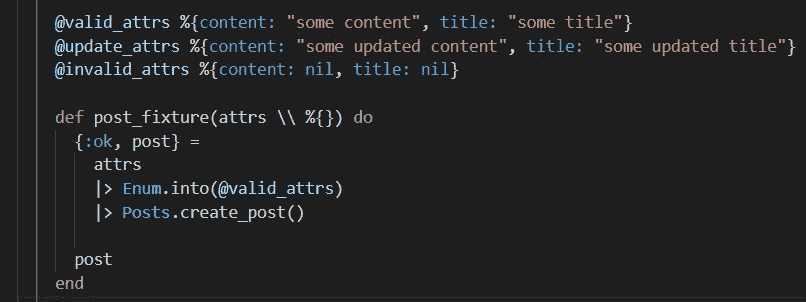 @valid_attrs %{content: "some content", title: "some title"}
@update_attrs %{content: "some updated content", title: "some updated title"}
@invalid_attrs %{content: nil, title: nil}
def post_fixture(attrs \\ %{}) do
{:ok, post} =
attrs
|> Enum.into(@valid_attrs)
|> Posts.create_post()
post
end